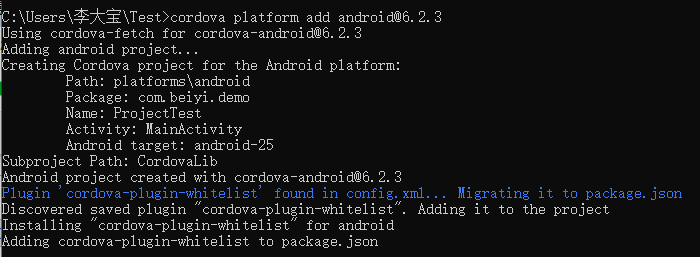 C:\Users\李大宝\Test>cordova platform add android@6.2.3
Using cordova-fetch for cordova-android@6.2.3
Adding android project...
Creating Cordova project for the Android platform:
Path: platforms\android
Package: com.beiyi.demo
Name: ProjectTest
Activity: MainActivity
Android target: android-25
Subproject Path: CordovaLib
Android project created with cordova-android@6.2.3
Plugin 'cordova-plugin-whitelist' found in config.xml... Migrating it to package.json
Discovered saved plugin "cordova-plugin-whitelist". Adding it to the project
Installing "cordova-plugin-whitelist" for android
Adding cordova-plugin-whitelist to package.json